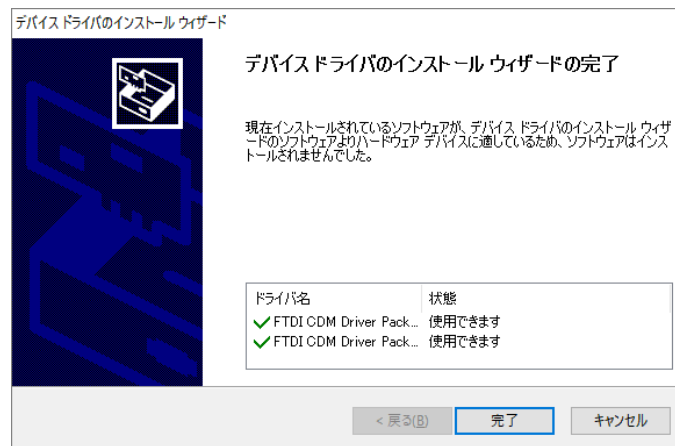 デバイス ドライバのインストール ウィザード
デバイス ドライバのインストール ウィザードの完了
現在インストールされているソフトウェアが、デバイス ドライバのインストール ウィザ
ードのソフトウェアよりハードウェア デバイスに適しているため、ソフトウェアはインス
トールされませんでした。
ドライバ名 状態
FTDI CDM Driver Pack... 使用できます
FTDI CDM Driver Pack... 使用できます
< 戻る(B) 完了 キャンセル